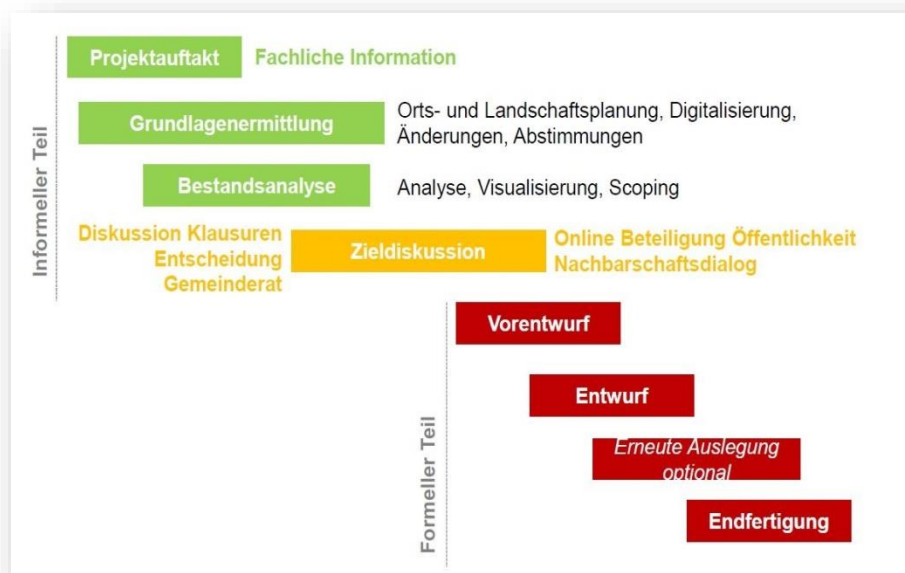 Informeller Teil
Projektauftakt
Fachliche Information
Grundlagenermittlung
Orts- und Landschaftsplanung, Digitalisierung,
Änderungen, Abstimmungen
Bestandsanalyse
Analyse, Visualisierung, Scoping
Diskussion Klausuren
Entscheidung
Gemeinderat
Zieldiskussion
Online Beteiligung Öffentlichkeit
Nachbarschaftsdialog
Formeller Teil
Vorentwurf
Entwurf
Erneute Auslegung
optional
Endfertigung